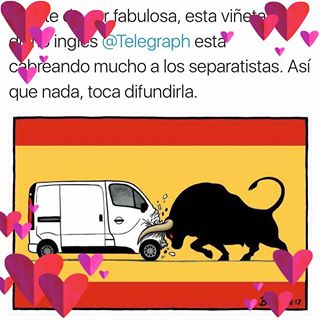 fabulosa, esta viñeta
inglés @Telegraph está
cabreando mucho a los separatistas. Así
que nada, toca difundirla.